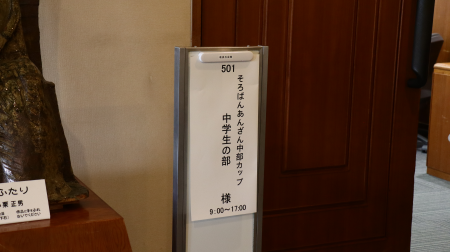 501
そろばんあんざん中部カップ
中学生の部
様
9:00〜17:00
ふたり